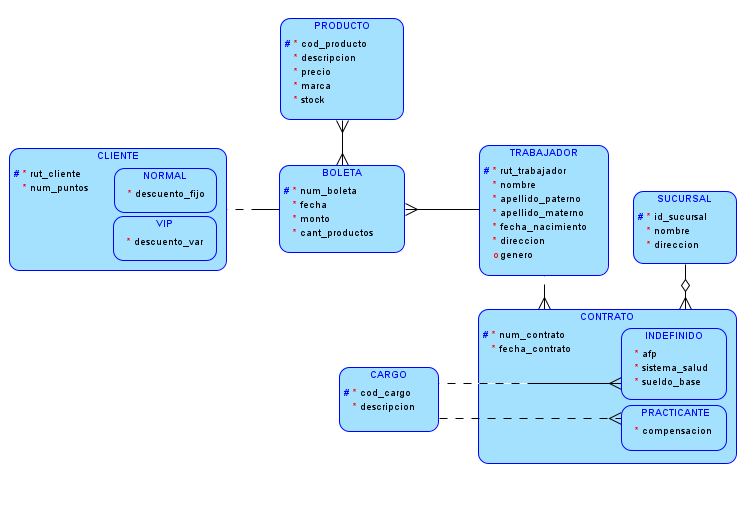 PRODUCTO
# * cod_producto
* descripcion
* precio
* marca
* stock
CLIENTE
# * rut_cliente
* num_puntos
NORMAL
* descuento_fijo
VIP
* descuento_var
BOLETA
# * num_boleta
* fecha
* monto
* cant_productos
TRABAJADOR
# * rut_trabajador
* nombre
* apellido_paterno
* apellido_materno
* fecha_nacimiento
* direccion
o genero
SUCURSAL
# * id_sucursal
* nombre
* direccion
CONTRATO
# * num_contrato
* fecha_contrato
INDEFINIDO
* afp
* sistema_salud
* sueldo_base
PRACTICANTE
* compensacion
CARGO
# * cod_cargo
* descripcion